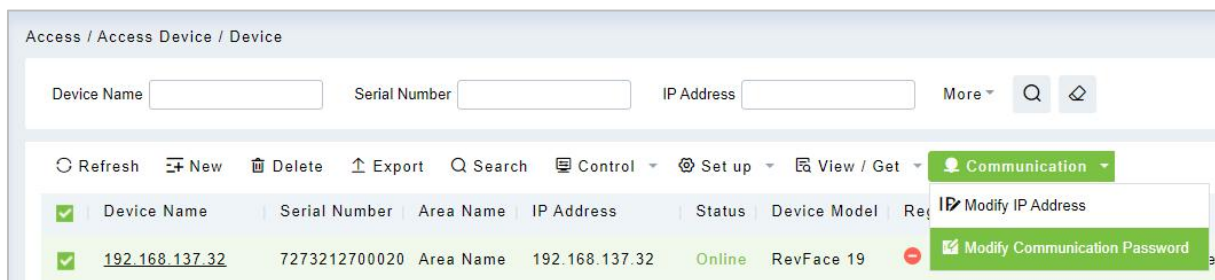 Access / Access Device / Device
Device Name Serial Number IP Address More
Refresh New Delete Export Search Control Set up View / Get Communication
Device Name Serial Number Area Name IP Address Status Device Model Reg
Modify IP Address
192.168.137.32 7273212700020 Area Name 192.168.137.32 Online RevFace 19
Modify Communication Password